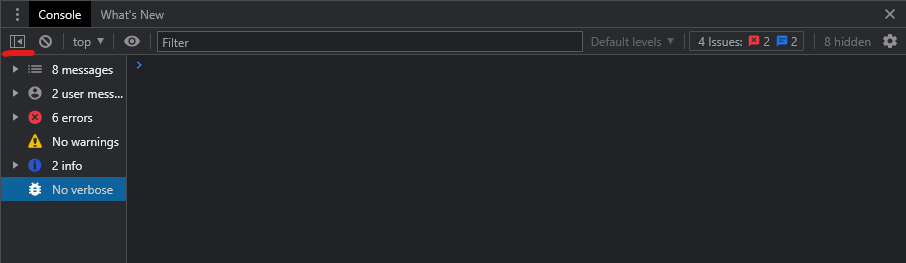 Console What's New
top Filter Default levels 4 Issues: 2 2 8 hidden
8 messages
2 user mess...
6 errors
No warnings
2 info
No verbose